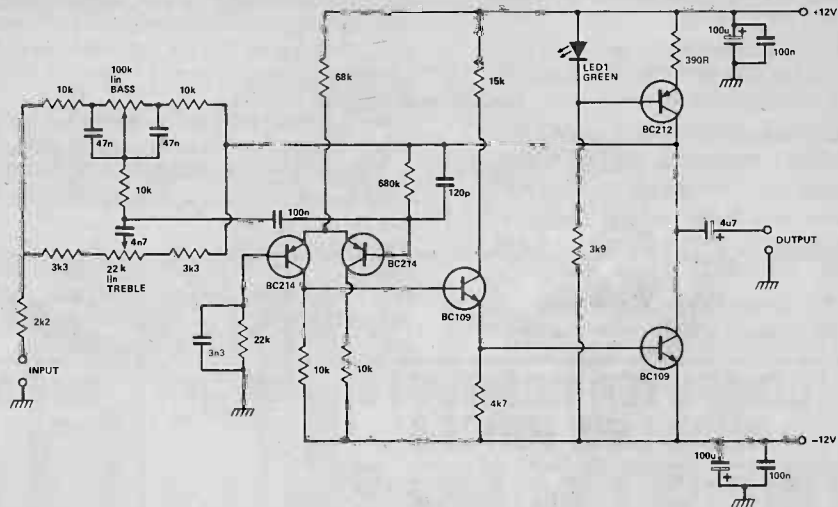 +12V
100u
+
100n
LED1
GREEN
390R
BC212
68k
15k
100k
lin
BASS
10k
10k
47n
47n
10k
680k
120p
100n
4n7
3k3
22k
lin
TREBLE
3k3
BC214
BC214
BC109
3k9
4u7
+
OUTPUT
2k2
INPUT
3n3
22k
10k
10k
4k7
BC109
-12V
100u
+
100n